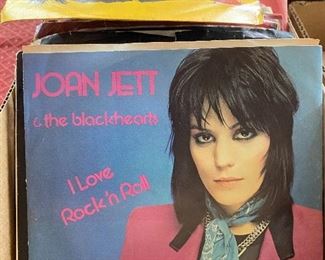 JOAN JETT
& the blackhearts
I Love
Rock 'n Roll